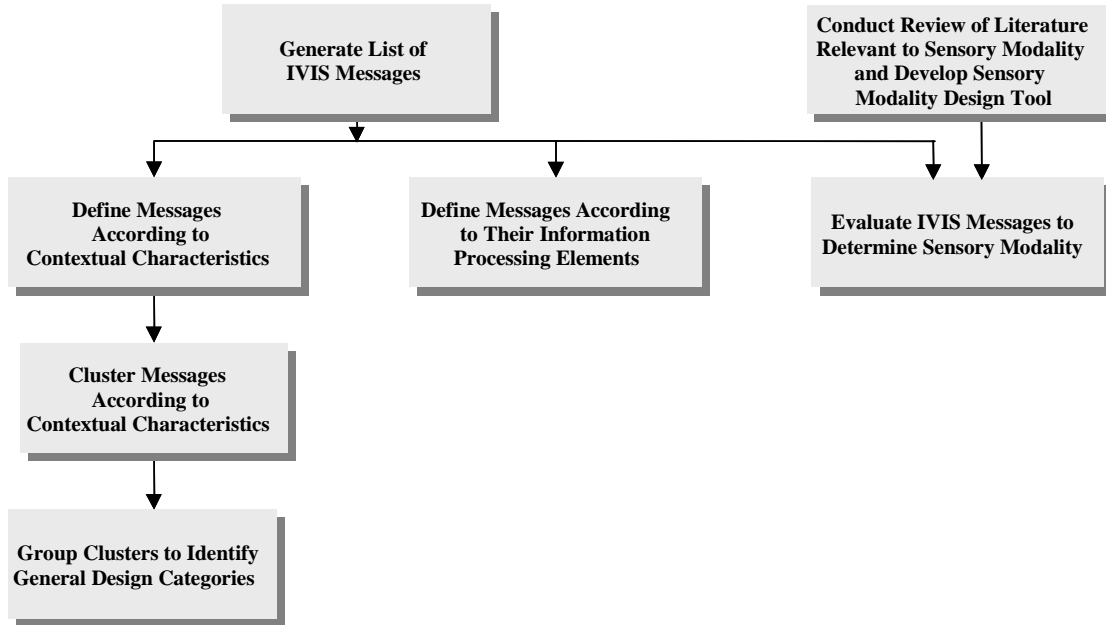 Generate List of
IVIS Messages
Conduct Review of Literature
Relevant to Sensory Modality
and Develop Sensory
Modality Design Tool
Define Messages
According to
Contextual Characteristics
Define Messages According
to Their Information
Processing Elements
Evaluate IVIS Messages to
Determine Sensory Modality
Cluster Messages
According to
Contextual Characteristics
Group Clusters to Identify
General Design Categories